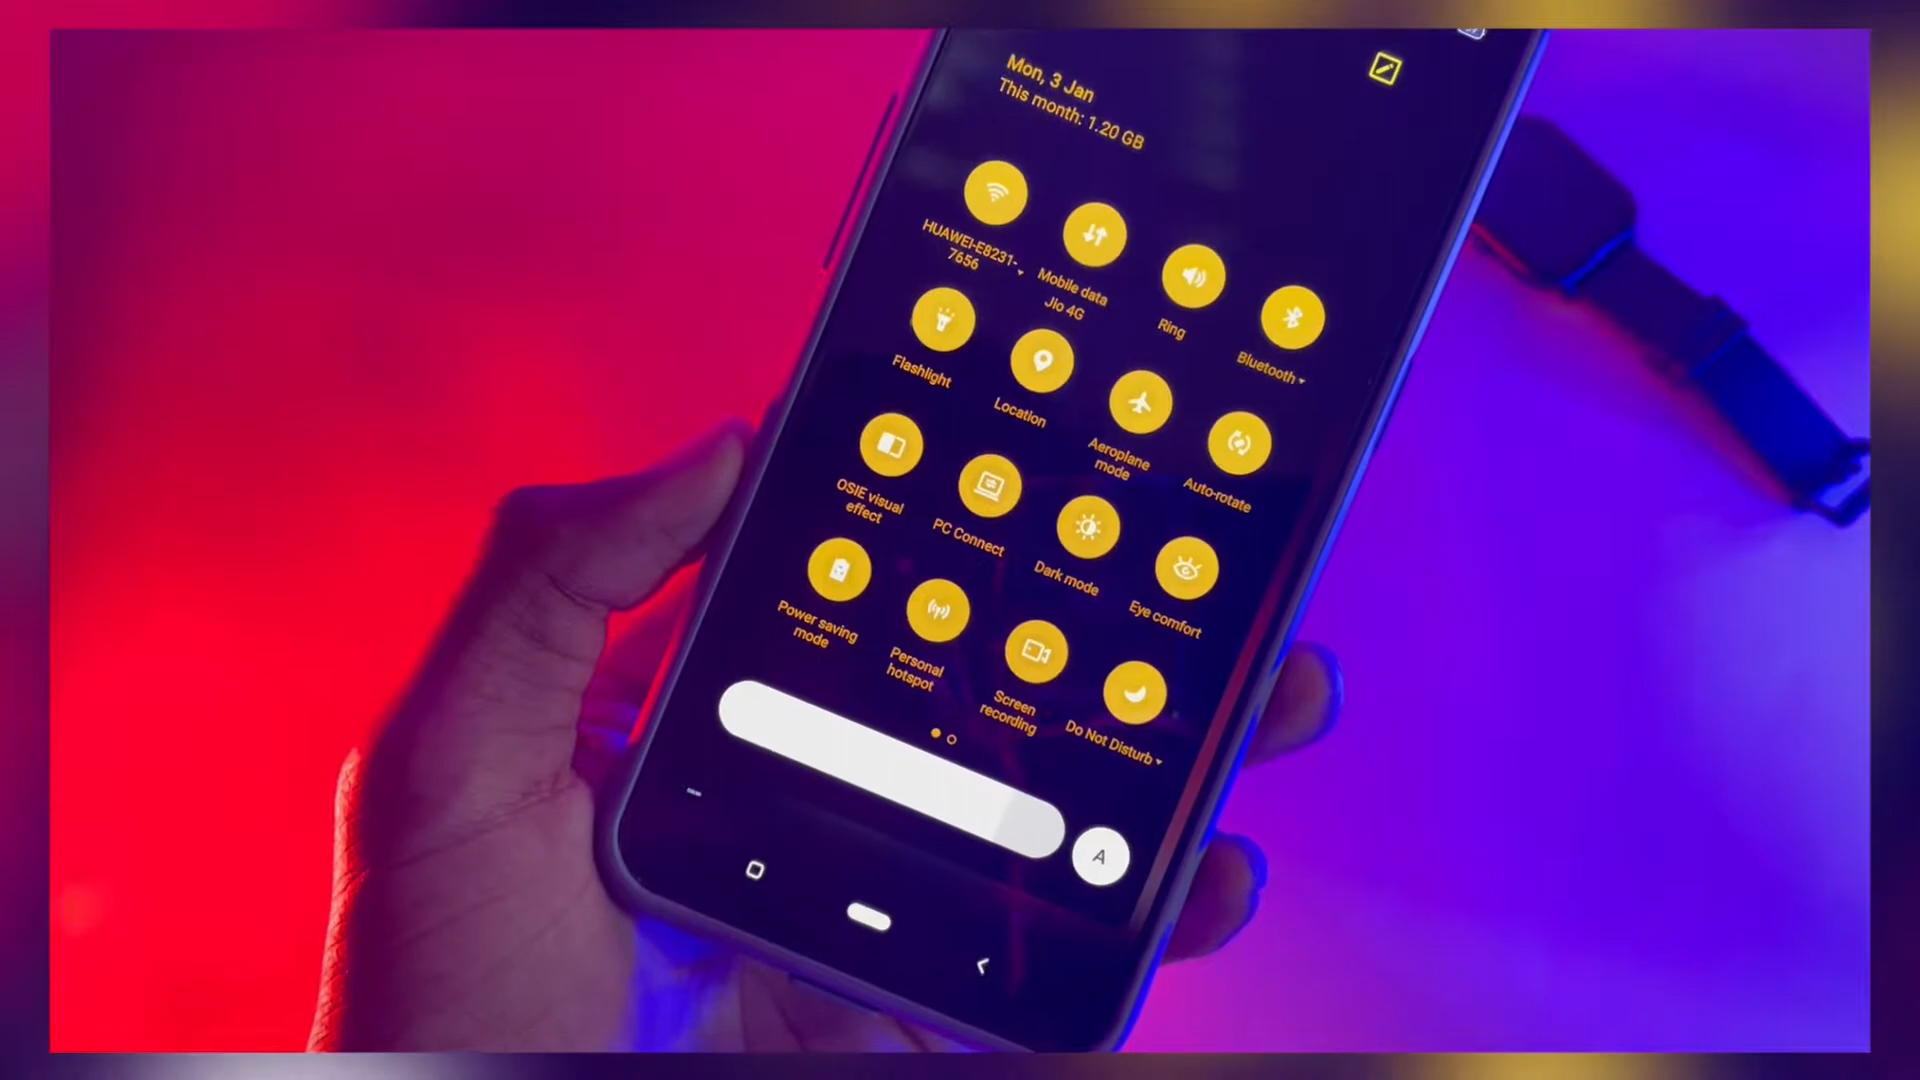 Mon, 3 Jan
This month: 1.20 GB
HUAWEI-E8231-
7656
Mobile data
Jio 4G
Ring
Bluetooth
Flashlight
Location
Aeroplane
mode
Auto-rotate
OSIE visual
effect
PC Connect
Dark mode
Eye comfort
Power saving
mode
Personal
hotspot
Screen
recording
Do Not Disturb
A